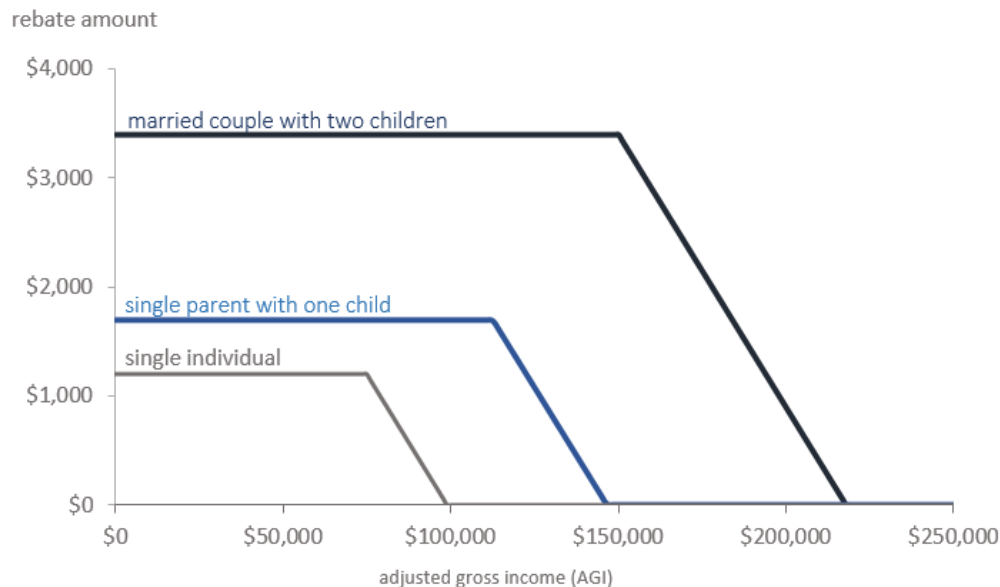 rebate amount
$4,000
married couple with two children
$3,000
$2,000
single parent with one child
single individual
$1,000
$0
$0 $50,000 $100,000 $150,000 $200,000 $250,000
adjusted gross income (AGI)